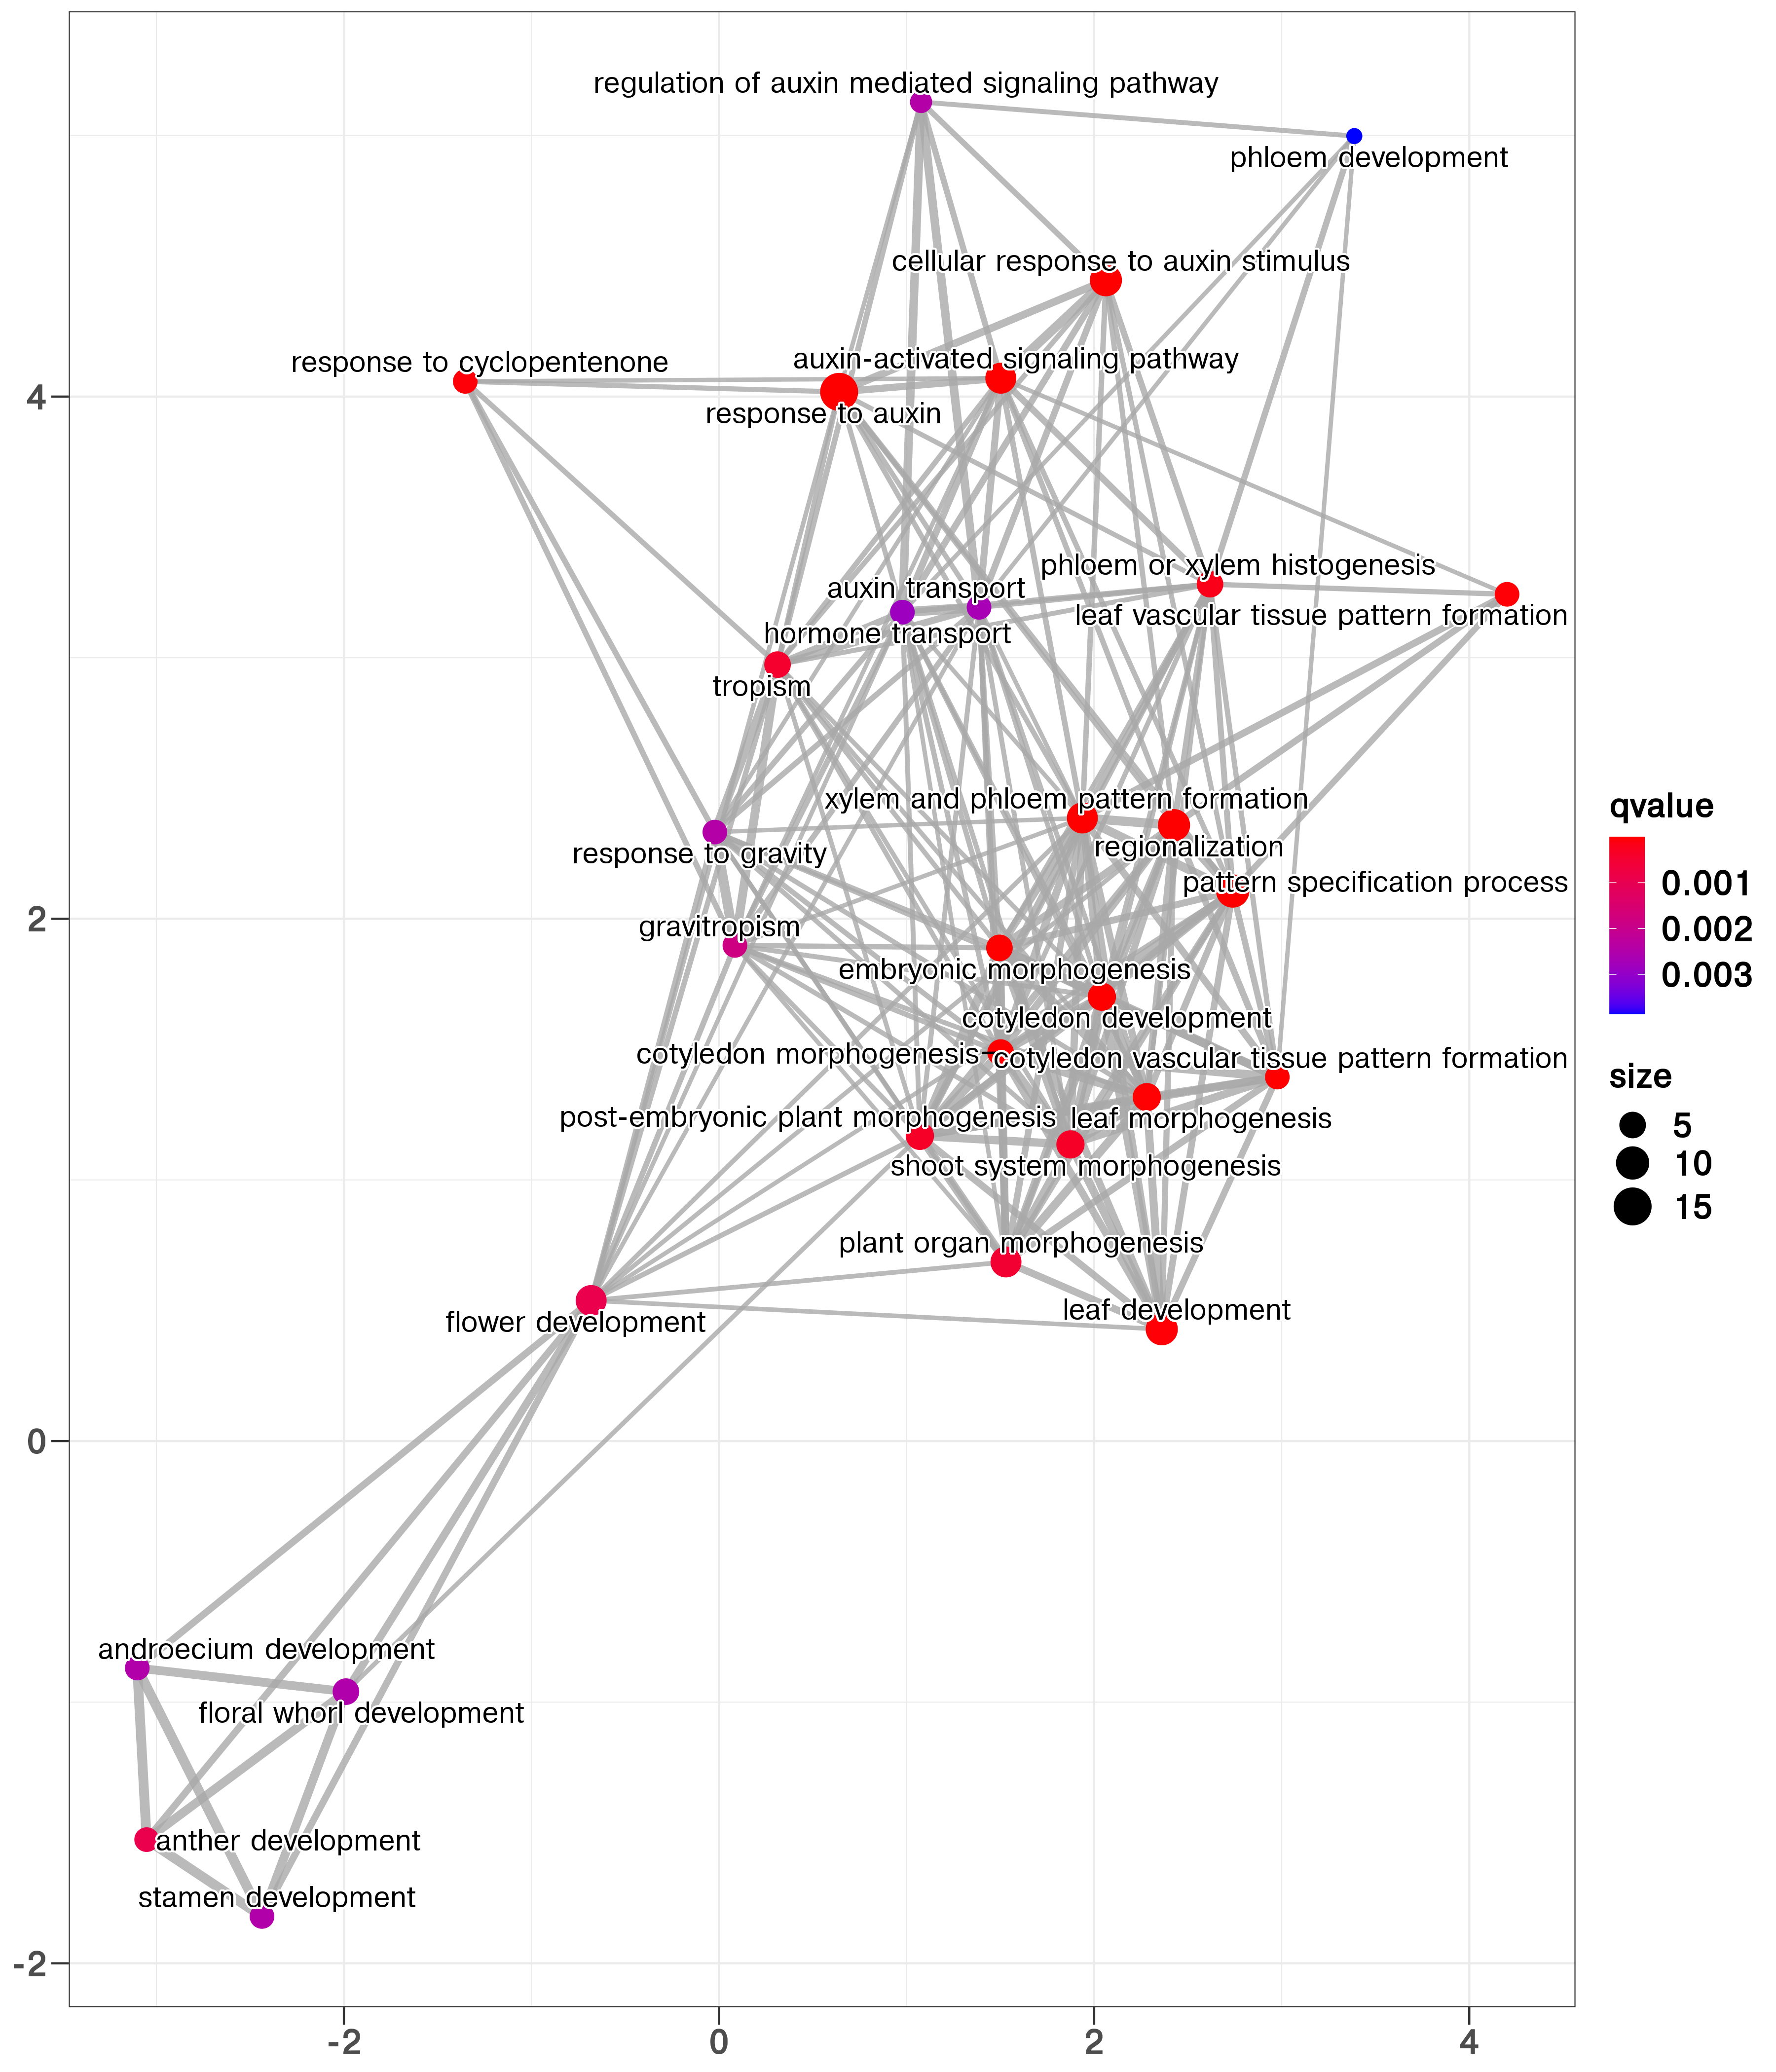 regulation of auxin mediated signaling pathway
phloem development
cellular response to auxin stimulus
response to cyclopentenone
auxin-activated signaling pathway
4
response to auxin
phloem or xylem histogenesis
auxin transport
leaf vascular tissue pattern formation
hormone transport
tropism
xylem and phloem pattern formation
regionalization
response to gravity
pattern specification process
2
gravitropism
embryonic morphogenesis
cotyledon development
cotyledon morphogenesis
cotyledon vascular tissue pattern formation
post-embryonic plant morphogenesis
leaf morphogenesis
shoot system morphogenesis
plant organ morphogenesis
leaf development
flower development
0
androecium development
floral whorl development
anther development
stamen development
-2
-2 0 2 4
qvalue
0.001
0.002
0.003
size
5
10
15